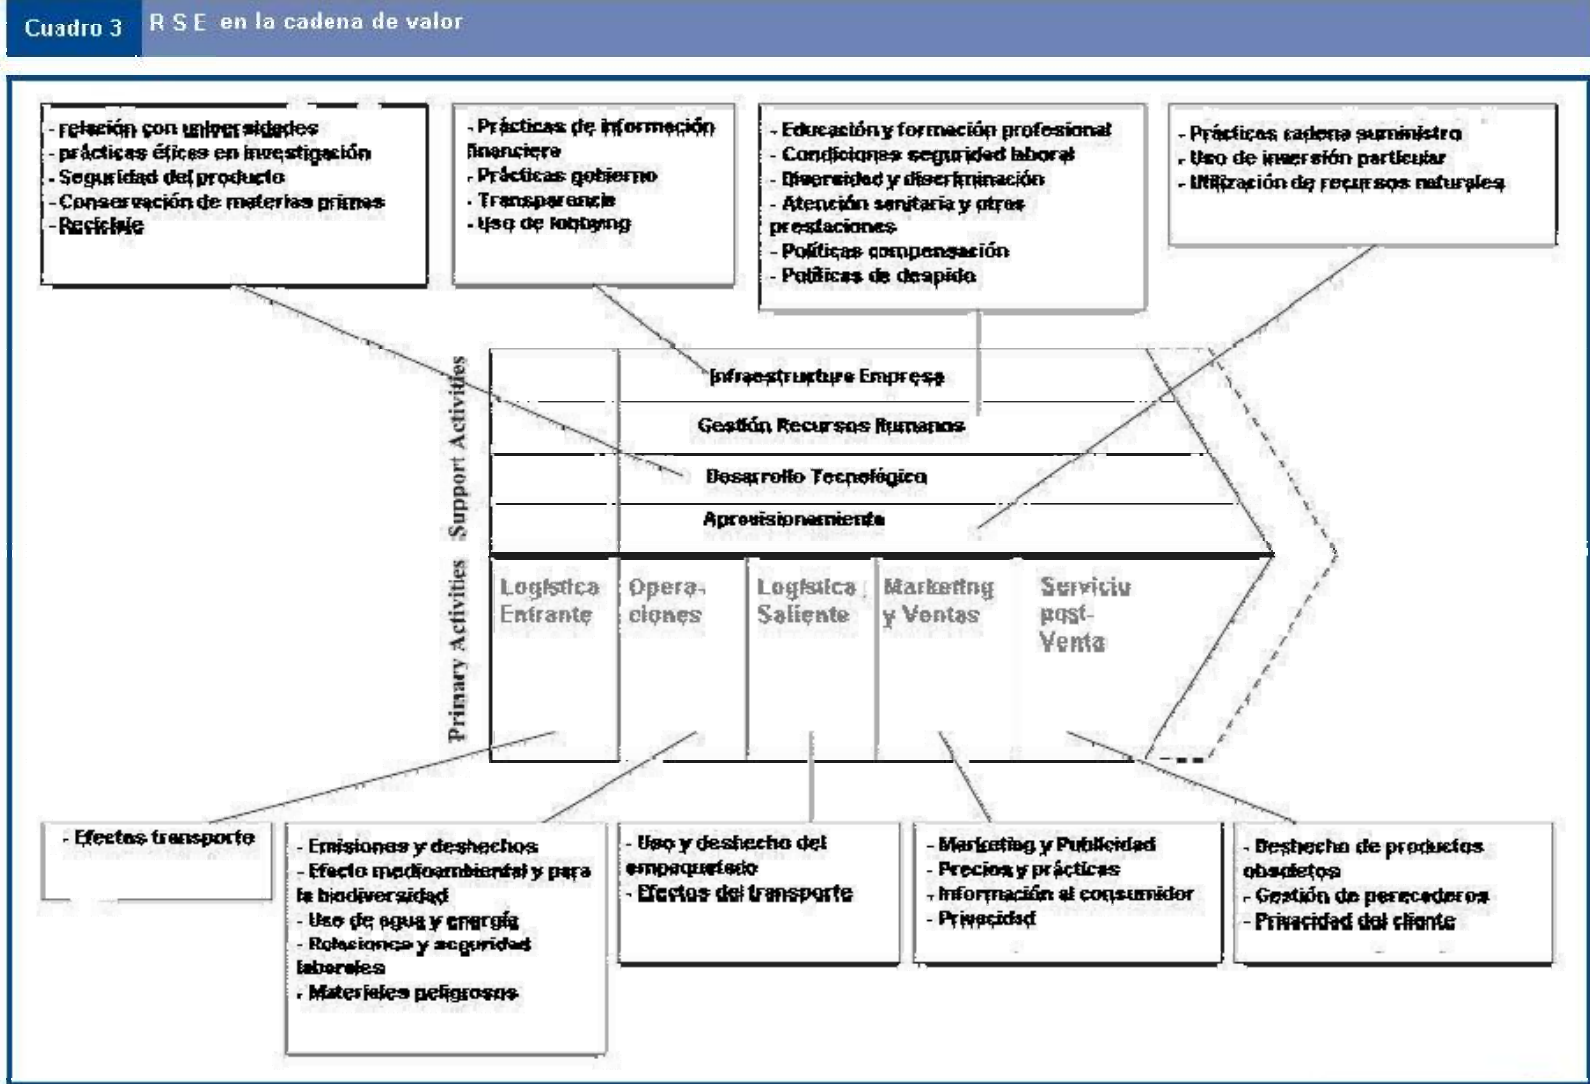 Cuadro 3
R S E en la cadena de valor
- relación con universidades
- prácticas éticas en investigación
- Seguridad del producto
- Conservación de materias primas
- Reciclaje
- Prácticas de información
financiera
- Prácticas gobierno
- Transparencia
- Uso de lobbying
- Educación y formación profesional
- Condiciones seguridad laboral
- Diversidad y discriminación
- Atención sanitaria y otras
prestaciones
- Políticas compensación
- Políticas de despido
- Prácticas cadena suministro
- Uso de inserción particular
- Utilización de recursos naturales
Support Activities
Infraestructura Empresa
Gestión Recursos Humanos
Desarrollo Tecnológico
Aprovisionamiento
Primary Activities
Logística
Entrante
Opera-
ciones
Logística
Saliente
Marketing
y Ventas
Servicio
post-
Venta
- Efectos transporte
- Emisiones y deshechos
- Efecto medioambiental y para
la biodiversidad
- Uso de agua y energía
- Relaciones y seguridad
laborales
- Materiales peligrosos
- Uso y deshecho del
empaquetado
- Efectos del transporte
- Marketing y Publicidad
- Precios y prácticas
- Información al consumidor
- Privacidad
- Deshecho de productos
obsoletos
- Gestión de perecederos
- Privacidad del cliente